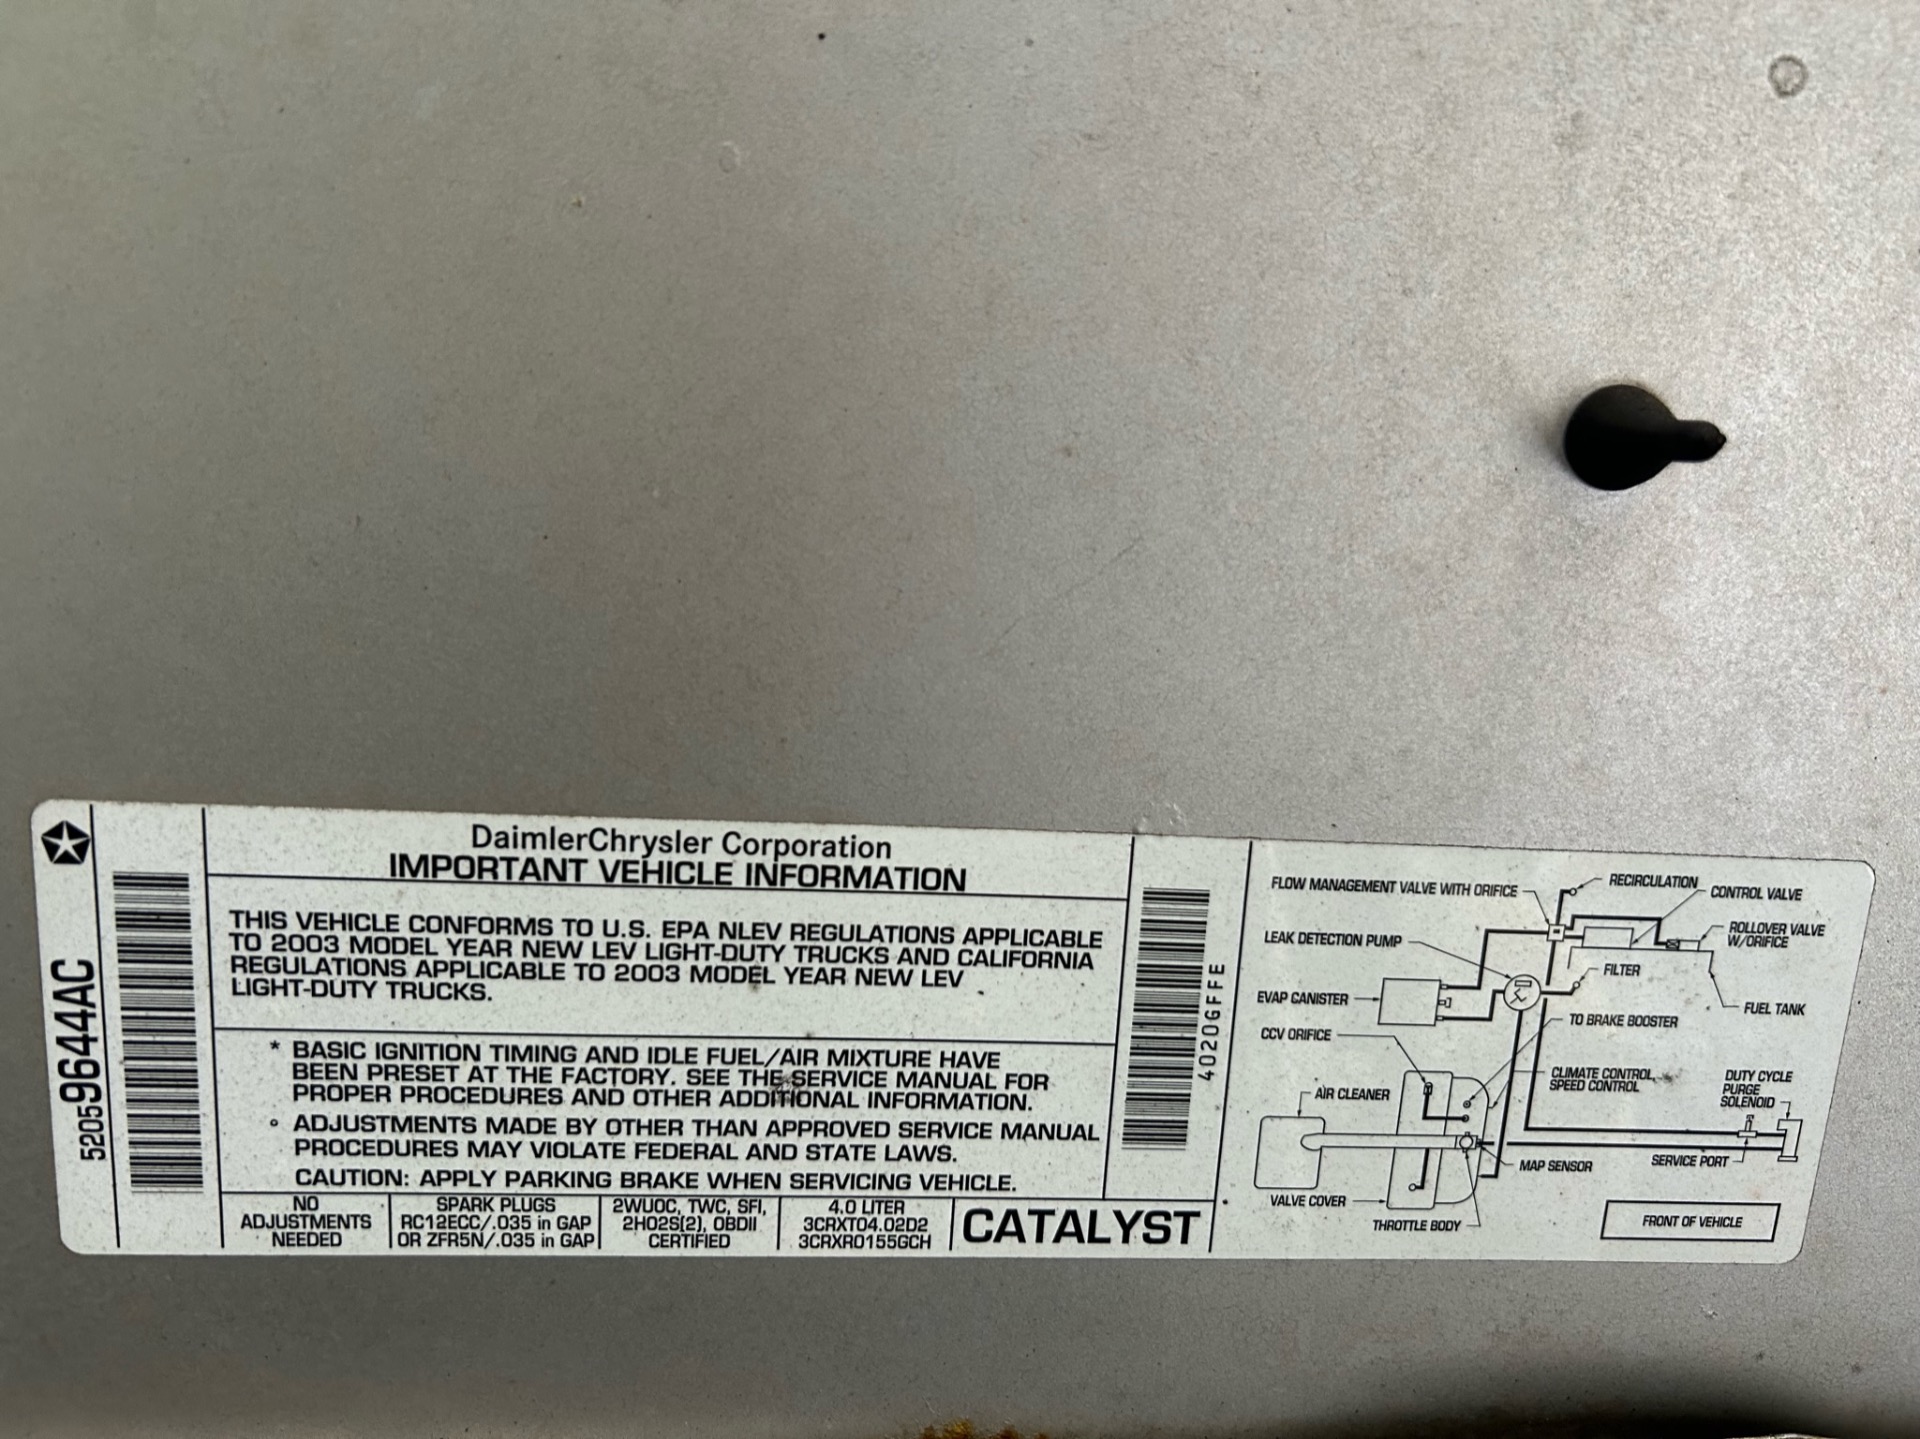 52059644AC
DaimlerChrysler Corporation
IMPORTANT VEHICLE INFORMATION
THIS VEHICLE CONFORMS TO U.S. EPA NLEV REGULATIONS APPLICABLE
TO 2003 MODEL YEAR NEW LEV LIGHT-DUTY TRUCKS AND CALIFORNIA
REGULATIONS APPLICABLE TO 2003 MODEL YEAR NEW LEV
LIGHT-DUTY TRUCKS.
* BASIC IGNITION TIMING AND IDLE FUEL/AIR MIXTURE HAVE
BEEN PRESET AT THE FACTORY. SEE THE SERVICE MANUAL FOR
PROPER PROCEDURES AND OTHER ADDITIONAL INFORMATION.
° ADJUSTMENTS MADE BY OTHER THAN APPROVED SERVICE MANUAL
PROCEDURES MAY VIOLATE FEDERAL AND STATE LAWS.
CAUTION: APPLY PARKING BRAKE WHEN SERVICING VEHICLE.
NO
ADJUSTMENTS
NEEDED
SPARK PLUGS
RC12ECC/.035 in GAP
OR ZFR5N/.035 in GAP
2WUOC, TWC, SFI,
2HO2S(2), OBDII
CERTIFIED
4.0 LITER
3CRXT04.02D2
3CRXR0155GCH
CATALYST
4020GFFE
FLOW MANAGEMENT VALVE WITH ORIFICE
RECIRCULATION
CONTROL VALVE
LEAK DETECTION PUMP
ROLLOVER VALVE
W/ORIFICE
FILTER
EVAP CANISTER
FUEL TANK
TO BRAKE BOOSTER
CCV ORIFICE
CLIMATE CONTROL,
SPEED CONTROL
DUTY CYCLE
PURGE
SOLENOID
AIR CLEANER
SERVICE PORT
MAP SENSOR
VALVE COVER
THROTTLE BODY
FRONT OF VEHICLE